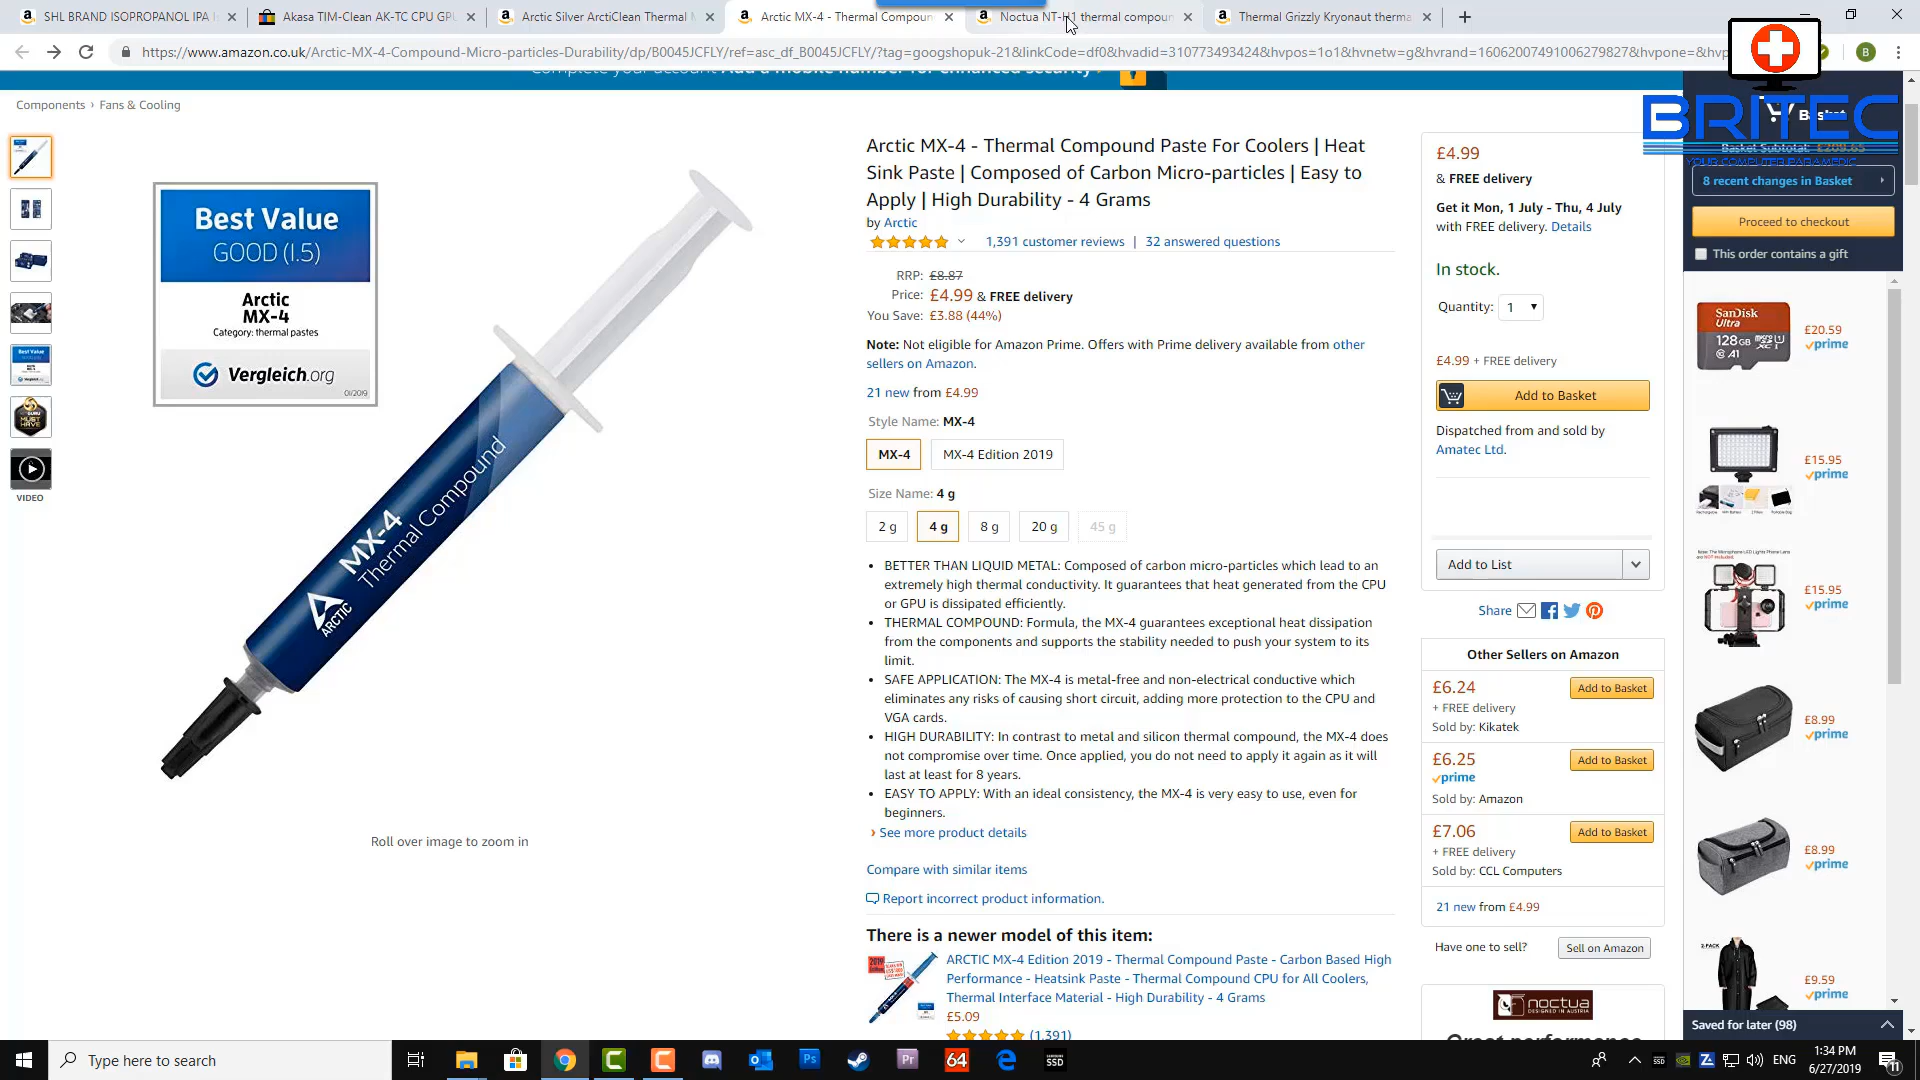 SHL BRAND ISOPROPANOL IPA
Akasa TIM-Clean AK-TC CPU GPU
Arctic Silver ArctiClean Thermal
Arctic MX-4 - Thermal Compoun
Noctua NT-H1 thermal compoun
Thermal Grizzly Kryonaut therma
https://www.amazon.co.uk/Arctic-MX-4-Compound-Micro-particles-Durability/dp/B0045JCFLY/ref=asc_df_B0045JCFLY/?tag=googshopuk-21&linkCode=df0&hvadid=310773493424&hvpos=1o1&hvnetw=g&hvrand=16062007491006279827&hvpone=&hvp
B
BRITEC
YOUR COMPUTER PARAMEDIC
Components › Fans & Cooling
Best Value
GOOD (1.5)
Arctic
MX-4
Category: thermal pastes
Vergleich.org
01/2019
MX-4
Thermal Compound
ARCTIC
VIDEO
Roll over image to zoom in
Arctic MX-4 - Thermal Compound Paste For Coolers | Heat
Sink Paste | Composed of Carbon Micro-particles | Easy to
Apply | High Durability - 4 Grams
by Arctic
1,391 customer reviews | 32 answered questions
RRP: £8.87
Price: £4.99 & FREE delivery
You Save: £3.88 (44%)
Note: Not eligible for Amazon Prime. Offers with Prime delivery available from other
sellers on Amazon.
21 new from £4.99
Style Name: MX-4
MX-4 MX-4 Edition 2019
Size Name: 4 g
2 g 4 g 8 g 20 g 45 g
• BETTER THAN LIQUID METAL: Composed of carbon micro-particles which lead to an
extremely high thermal conductivity. It guarantees that heat generated from the CPU
or GPU is dissipated efficiently.
• THERMAL COMPOUND: Formula, the MX-4 guarantees exceptional heat dissipation
from the components and supports the stability needed to push your system to its
limit.
• SAFE APPLICATION: The MX-4 is metal-free and non-electrical conductive which
eliminates any risks of causing short circuit, adding more protection to the CPU and
VGA cards.
• HIGH DURABILITY: In contrast to metal and silicon thermal compound, the MX-4 does
not compromise over time. Once applied, you do not need to apply it again as it will
last at least for 8 years.
• EASY TO APPLY: With an ideal consistency, the MX-4 is very easy to use, even for
beginners.
› See more product details
Compare with similar items
Report incorrect product information.
There is a newer model of this item:
ARCTIC MX-4 Edition 2019 - Thermal Compound Paste - Carbon Based High
Performance - Heatsink Paste - Thermal Compound CPU for All Coolers,
Thermal Interface Material - High Durability - 4 Grams
£5.09
(1,391)
£4.99
& FREE delivery
Get it Mon, 1 July - Thu, 4 July
with FREE delivery. Details
In stock.
Quantity: 1
£4.99 + FREE delivery
Add to Basket
Dispatched from and sold by
Amatec Ltd.
Add to List
Share
Other Sellers on Amazon
£6.24 Add to Basket
+ FREE delivery
Sold by: Kikatek
£6.25 Add to Basket
prime
Sold by: Amazon
£7.06 Add to Basket
+ FREE delivery
Sold by: CCL Computers
21 new from £4.99
Have one to sell? Sell on Amazon
noctua
DESIGNED IN AUSTRIA
Great performance
Basket Subtotal:
8 recent changes in Basket ›
Proceed to checkout
This order contains a gift
SanDisk
Ultra
128GB
£20.59
prime
£15.95
prime
£15.95
prime
£8.99
prime
£8.99
prime
2-PACK
£9.59
prime
Saved for later (98)
Type here to search
Ps
Pr
64
SSD
ENG
1:34 PM
6/27/2019
11